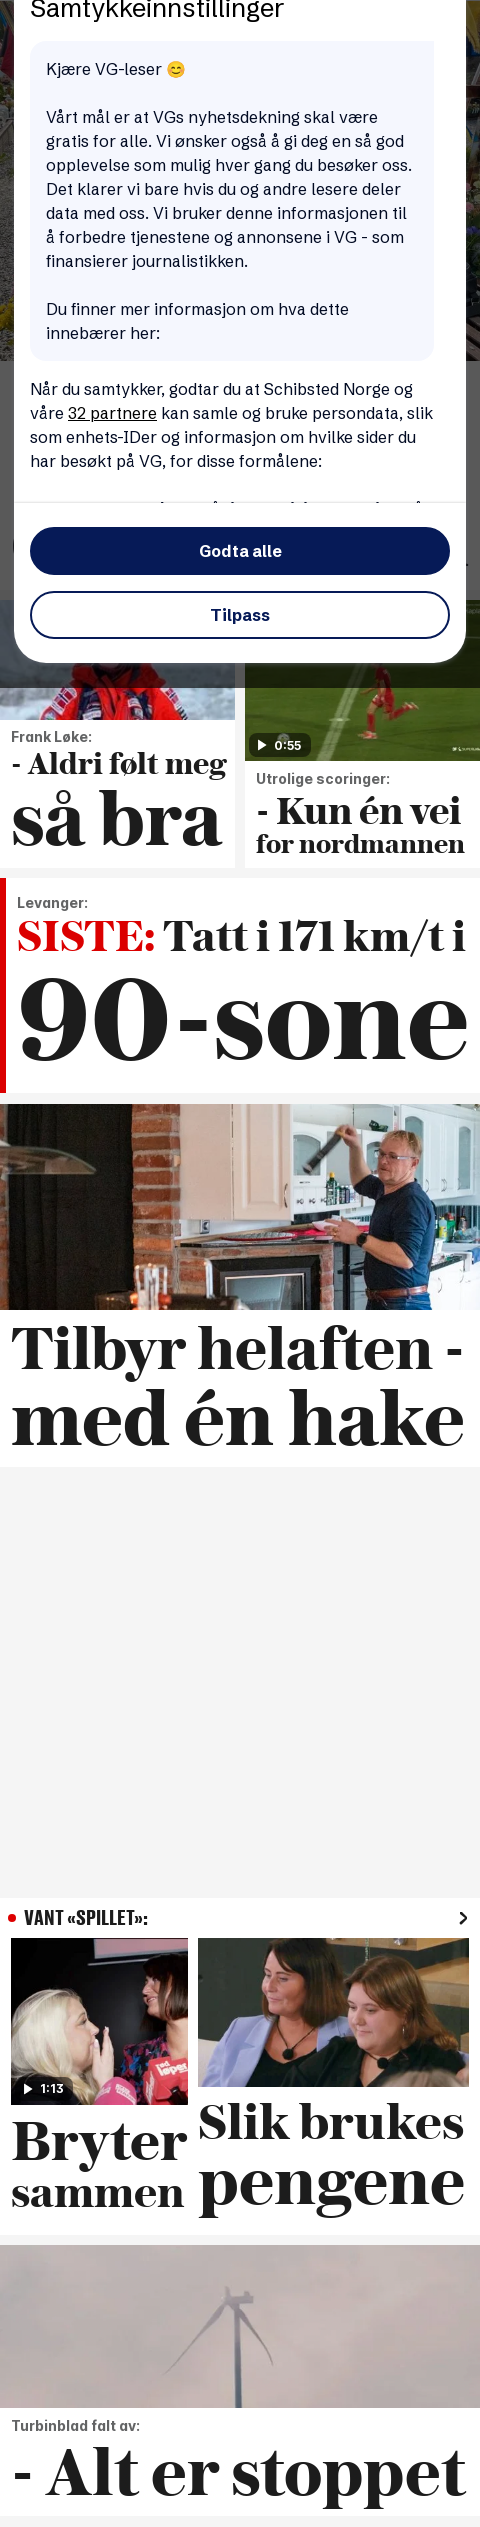 Samtykkeinnstillinger
Kjære VG-leser 😊
Vårt mål er at VGs nyhetsdekning skal være
gratis for alle. Vi ønsker også å gi deg en så god
opplevelse som mulig hver gang du besøker oss.
Det klarer vi bare hvis du og andre lesere deler
data med oss. Vi bruker denne informasjonen til
å forbedre tjenestene og annonsene i VG - som
finansierer journalistikken.
Du finner mer informasjon om hva dette
innebærer her:
Når du samtykker, godtar du at Schibsted Norge og
våre 32 partnere kan samle og bruke persondata, slik
som enhets-IDer og informasjon om hvilke sider du
har besøkt på VG, for disse formålene:
Godta alle
Tilpass
Frank Løke:
- Aldri følt meg
så bra
0:55
Utrolige scoringer:
- Kun én vei
for nordmannen
Levanger:
SISTE: Tatt i 171 km/t i
90-sone
Tilbyr helaften -
med én hake
VANT «SPILLET»:
1:13
Bryter
sammen
Slik brukes
pengene
Turbinblad falt av:
- Alt er stoppet